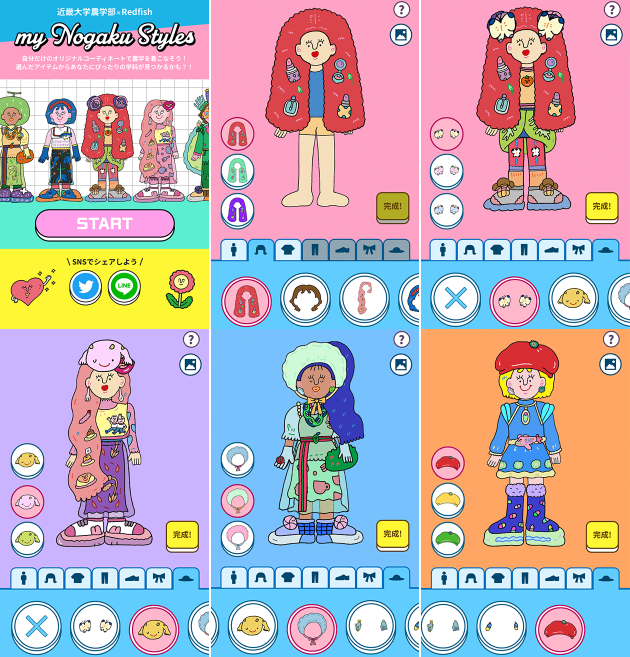 近畿大学農学部×Redfish
my Nogaku Styles
自分だけのオリジナルコーディネートで農学を着こなそう！
選んだアイテムからあなたにぴったりの学科が見つかるかも？！
START
\ SNSでシェアしよう /
LINE
?
完成!
?
完成!
?
完成!
?
完成!
?
完成!